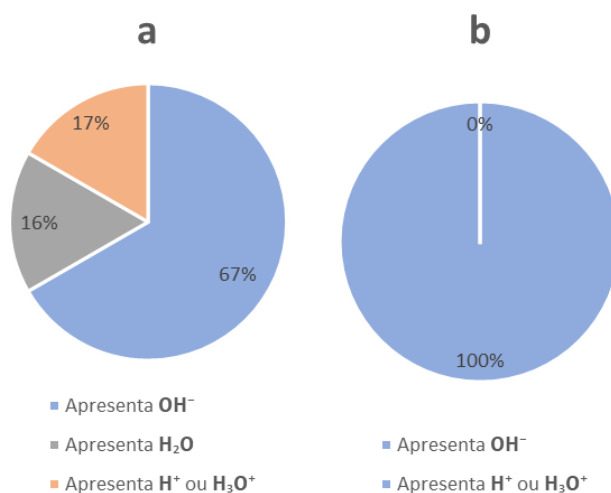 a
17%
16%
67%
Apresenta OH⁻
Apresenta H₂O
Apresenta H⁺ ou H₃O⁺
b
0%
100%
Apresenta OH⁻
Apresenta H⁺ ou H₃O⁺